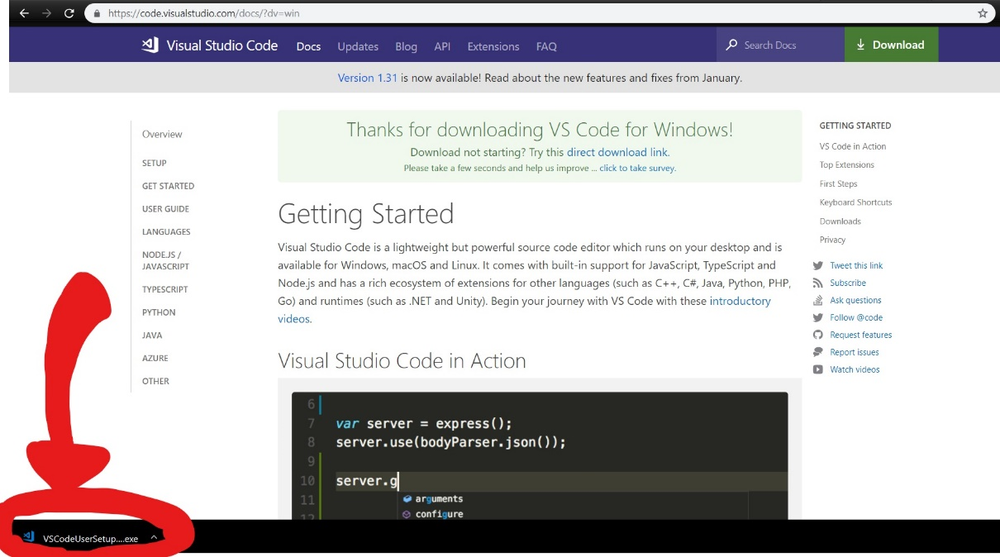 https://code.visualstudio.com/docs/?dv=win
Visual Studio Code Docs Updates Blog API Extensions FAQ Search Docs Download
Version 1.31 is now available! Read about the new features and fixes from January.
Overview
SETUP
GET STARTED
USER GUIDE
LANGUAGES
NODE.JS /
JAVASCRIPT
TYPESCRIPT
PYTHON
JAVA
AZURE
OTHER
Thanks for downloading VS Code for Windows!
Download not starting? Try this direct download link.
Please take a few seconds and help us improve ... click to take survey.
Getting Started
Visual Studio Code is a lightweight but powerful source code editor which runs on your desktop and is
available for Windows, macOS and Linux. It comes with built-in support for JavaScript, TypeScript and
Node.js and has a rich ecosystem of extensions for other languages (such as C++, C#, Java, Python, PHP,
Go) and runtimes (such as .NET and Unity). Begin your journey with VS Code with these introductory
videos.
Visual Studio Code in Action
6
7 var server = express();
8 server.use(bodyParser.json());
9
10 server.g
11 arguments
12 configure
GETTING STARTED
VS Code in Action
Top Extensions
First Steps
Keyboard Shortcuts
Downloads
Privacy
Tweet this link
Subscribe
Ask questions
Follow @code
Request features
Report issues
Watch videos
VSCodeUserSetup....exe